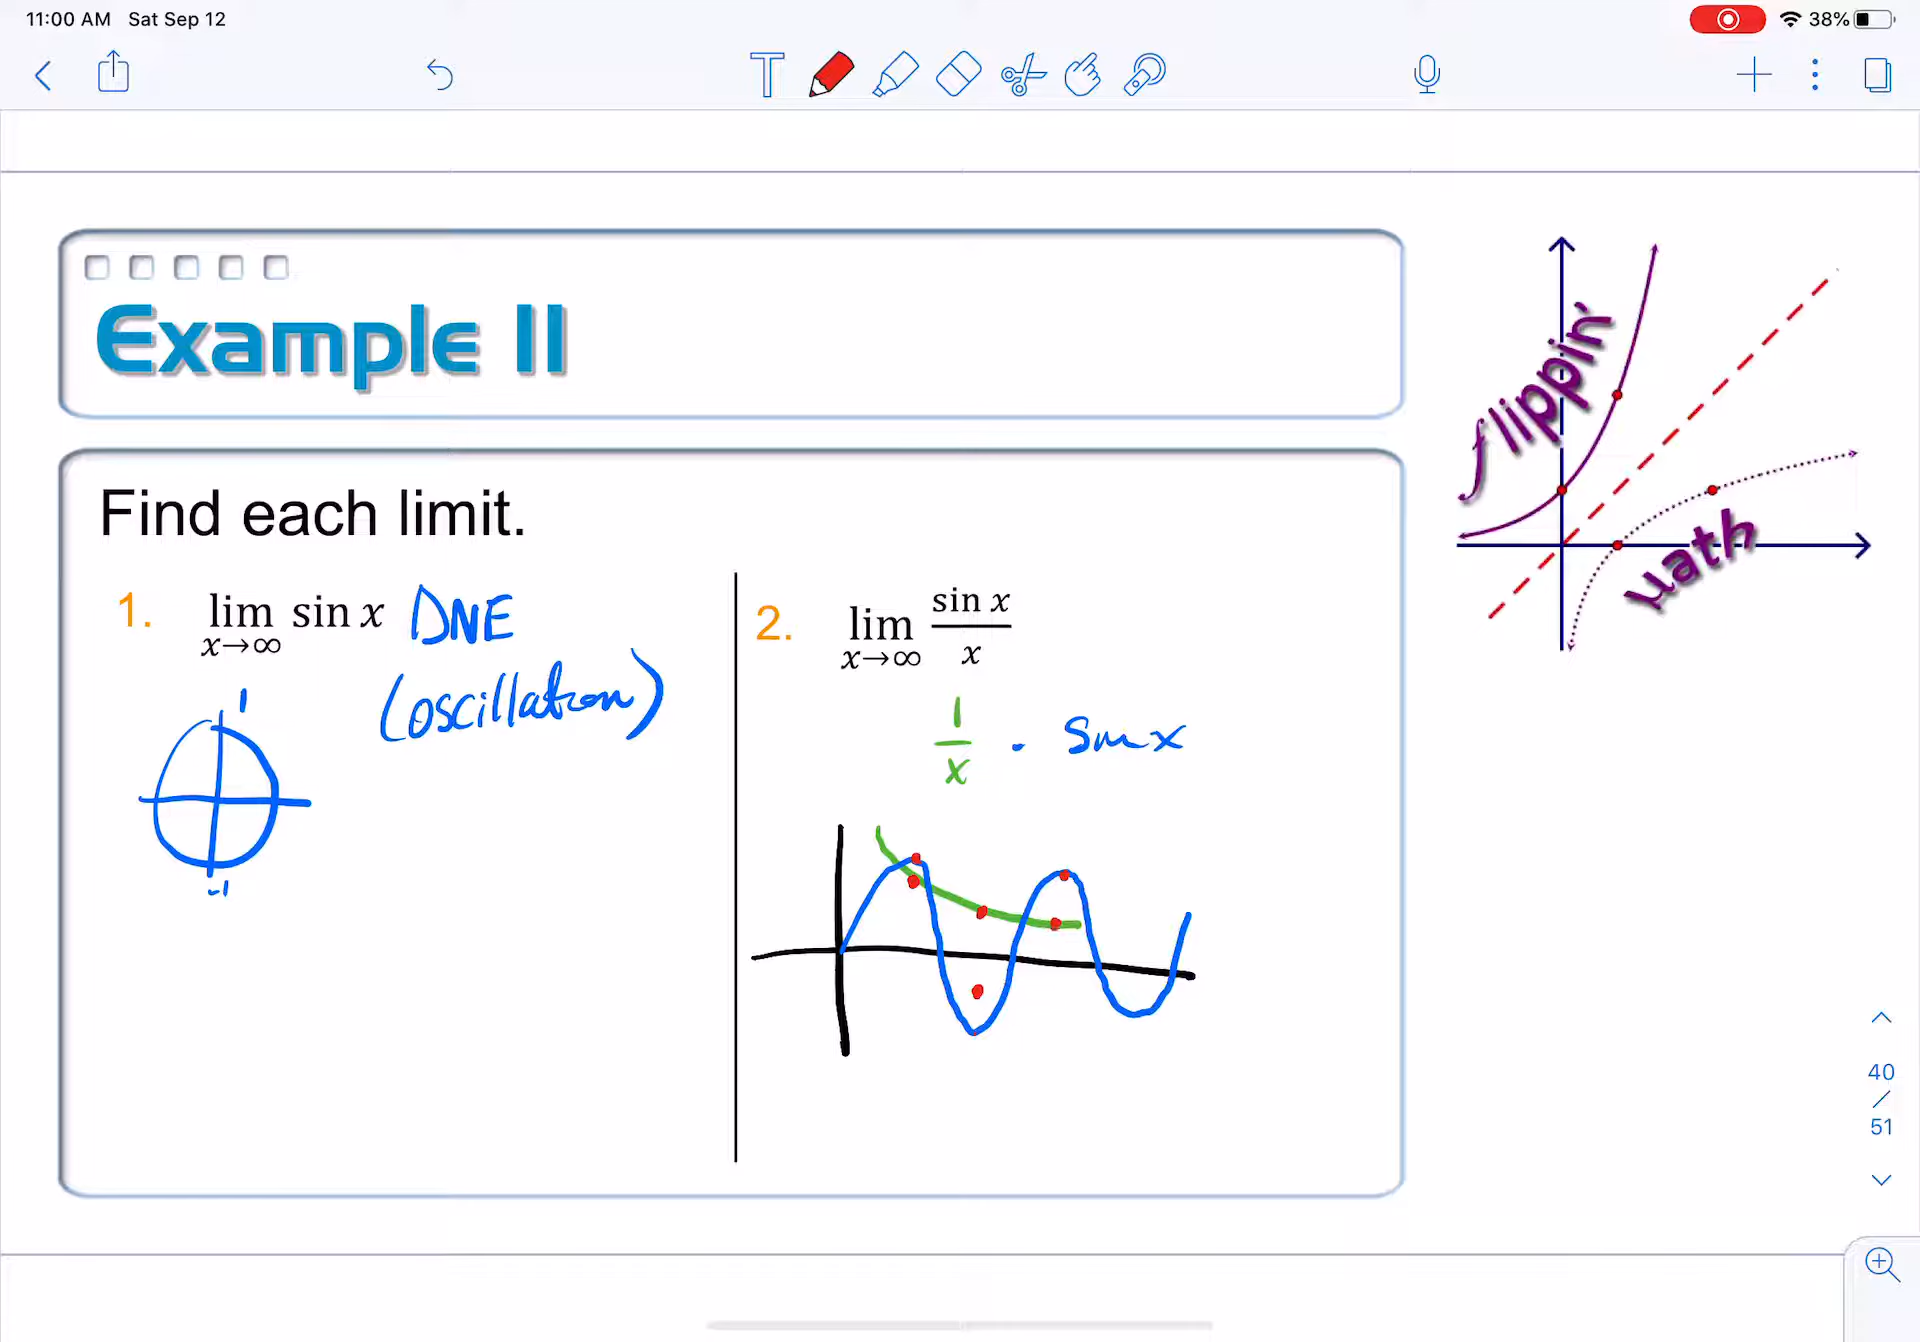 11:00 AM Sat Sep 12
38%
T
Example II
flippin'
math
Find each limit.
1. lim x→∞ sin x DNE
(oscillation)
1
-1
2. lim x→∞ sin x / x
1/x · sin x
40
/
51